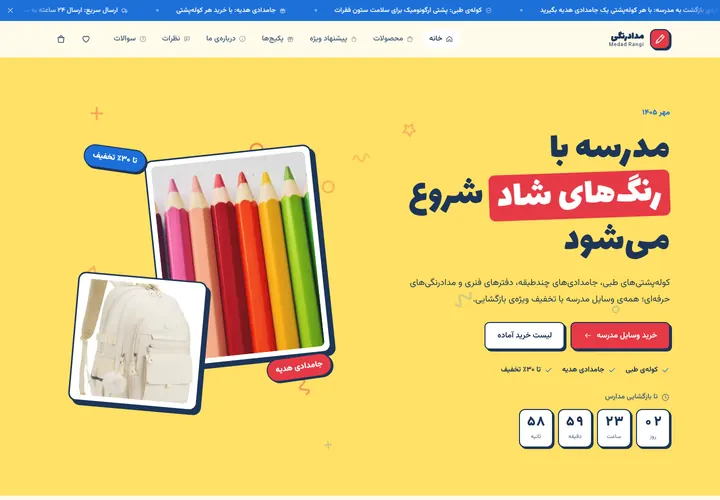 بازگشت به مدرسه: با هر کوله‌پشتی یک جامدادی هدیه بگیرید
کوله‌ی طبی: پشتی ارگونومیک برای سلامت ستون فقرات
جامدادی هدیه: با خرید هر کوله‌پشتی
ارسال سریع: ارسال ۲۴ ساعته به
مدادرنگی
Medad Rangi
خانه
محصولات
پیشنهاد ویژه
پکیج‌ها
درباره‌ی ما
نظرات
سوالات
مهر ۱۴۰۵
مدرسه با
رنگ‌های شاد شروع
می‌شود
کوله‌پشتی‌های طبی، جامدادی‌های چندطبقه، دفترهای فنری و مدادرنگی‌های
حرفه‌ای؛ همه‌ی وسایل مدرسه با تخفیف ویژه‌ی بازگشایی.
خرید وسایل مدرسه
لیست خرید آماده
کوله‌ی طبی
جامدادی هدیه
تا ۳۰٪ تخفیف
تا بازگشایی مدارس
۰۲ روز
۲۳ ساعت
۵۹ دقیقه
۵۸ ثانیه
تا ۳۰٪ تخفیف
جامدادی هدیه